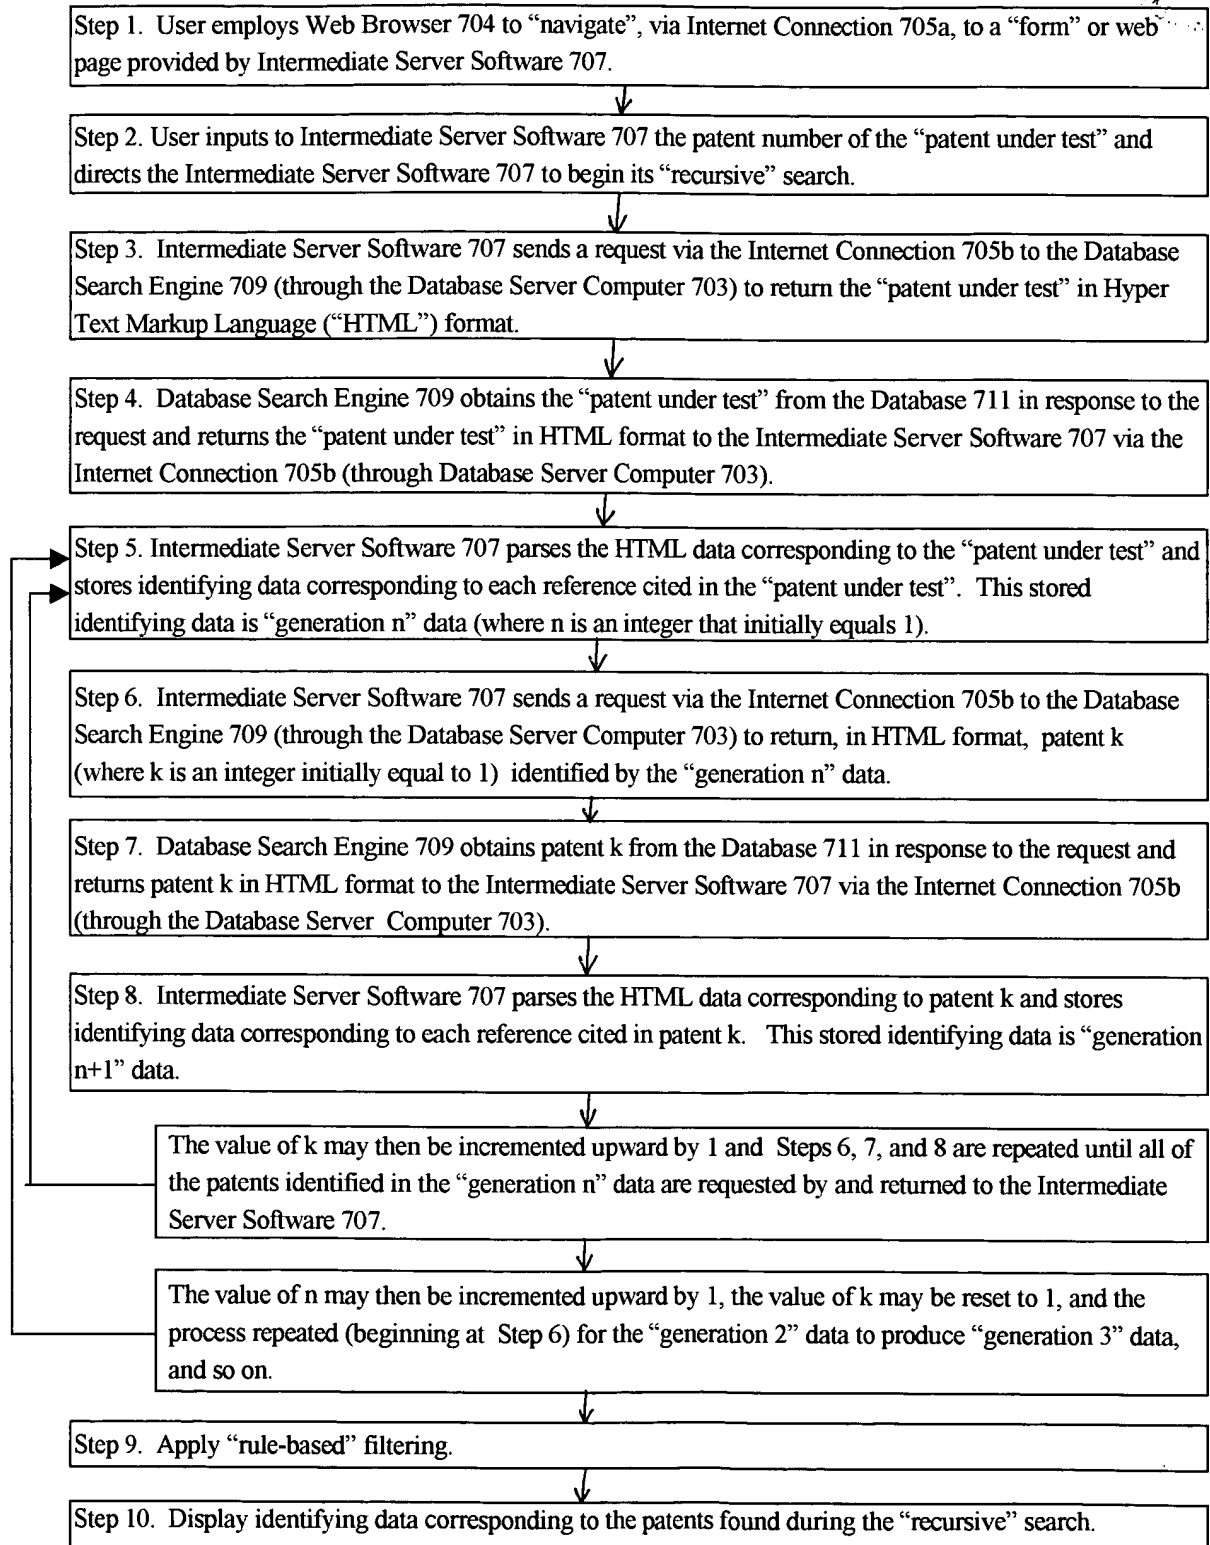 Step 1. User employs Web Browser 704 to “navigate”, via Internet Connection 705a, to a “form” or web
page provided by Intermediate Server Software 707.
Step 2. User inputs to Intermediate Server Software 707 the patent number of the “patent under test” and
directs the Intermediate Server Software 707 to begin its “recursive” search.
Step 3. Intermediate Server Software 707 sends a request via the Internet Connection 705b to the Database
Search Engine 709 (through the Database Server Computer 703) to return the “patent under test” in Hyper
Text Markup Language (“HTML”) format.
Step 4. Database Search Engine 709 obtains the “patent under test” from the Database 711 in response to the
request and returns the “patent under test” in HTML format to the Intermediate Server Software 707 via the
Internet Connection 705b (through Database Server Computer 703).
Step 5. Intermediate Server Software 707 parses the HTML data corresponding to the “patent under test” and
stores identifying data corresponding to each reference cited in the “patent under test”. This stored
identifying data is “generation n” data (where n is an integer that initially equals 1).
Step 6. Intermediate Server Software 707 sends a request via the Internet Connection 705b to the Database
Search Engine 709 (through the Database Server Computer 703) to return, in HTML format, patent k
(where k is an integer initially equal to 1) identified by the “generation n” data.
Step 7. Database Search Engine 709 obtains patent k from the Database 711 in response to the request and
returns patent k in HTML format to the Intermediate Server Software 707 via the Internet Connection 705b
(through the Database Server Computer 703).
Step 8. Intermediate Server Software 707 parses the HTML data corresponding to patent k and stores
identifying data corresponding to each reference cited in patent k. This stored identifying data is “generation
n+1” data.
The value of k may then be incremented upward by 1 and Steps 6, 7, and 8 are repeated until all of
the patents identified in the “generation n” data are requested by and returned to the Intermediate
Server Software 707.
The value of n may then be incremented upward by 1, the value of k may be reset to 1, and the
process repeated (beginning at Step 6) for the “generation 2” data to produce “generation 3” data,
and so on.
Step 9. Apply “rule-based” filtering.
Step 10. Display identifying data corresponding to the patents found during the “recursive” search.